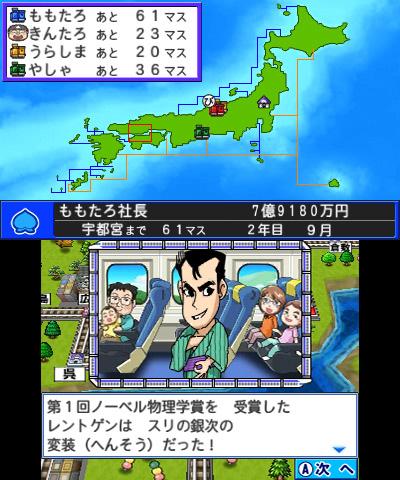 ももたろ あと 61マス
きんたろ あと 23マス
うらしま あと 20マス
やしゃ あと 36マス
び
ももたろ社長 7億9180万円
宇都宮まで 61マス 2年目 9月
倉敷
呉
第1回ノーベル物理学賞を 受賞した
レントゲンは スリの銀次の
変装(へんそう)だった!
Ⓐ次 へ